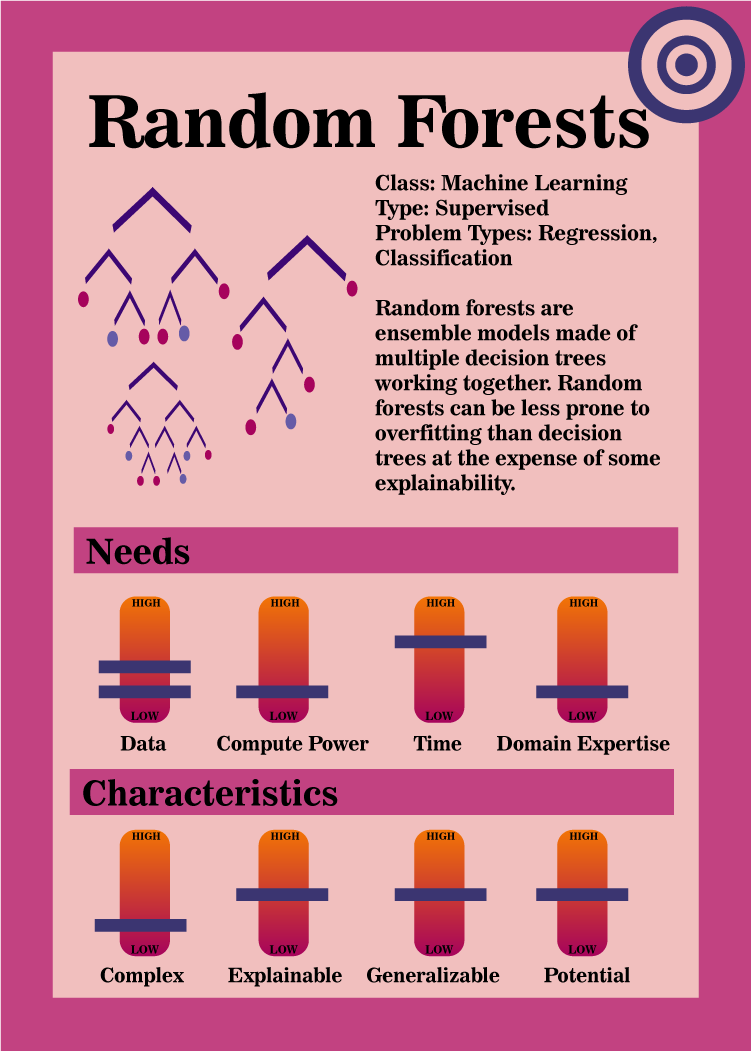 Random Forests
Class: Machine Learning
Type: Supervised
Problem Types: Regression,
Classification
Random forests are
ensemble models made of
multiple decision trees
working together. Random
forests can be less prone to
overfitting than decision
trees at the expense of some
explainability.
Needs
HIGH HIGH HIGH HIGH
LOW LOW LOW LOW
Data Compute Power Time Domain Expertise
Characteristics
HIGH HIGH HIGH HIGH
LOW LOW LOW LOW
Complex Explainable Generalizable Potential